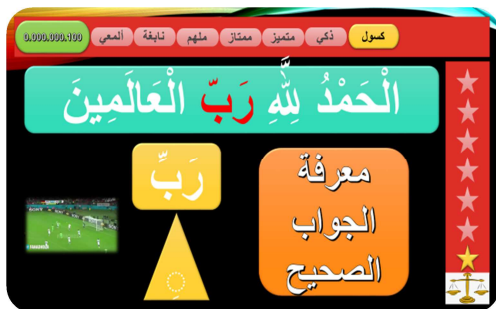 كسول ذكي متميز ممتاز ملهم نابغة ألمعي 0.000.000.100
الْحَمْدُ لِلَّهِ رَبّ الْعَالَمِينَ
رَبِّ
معرفة
الجواب
الصحيح